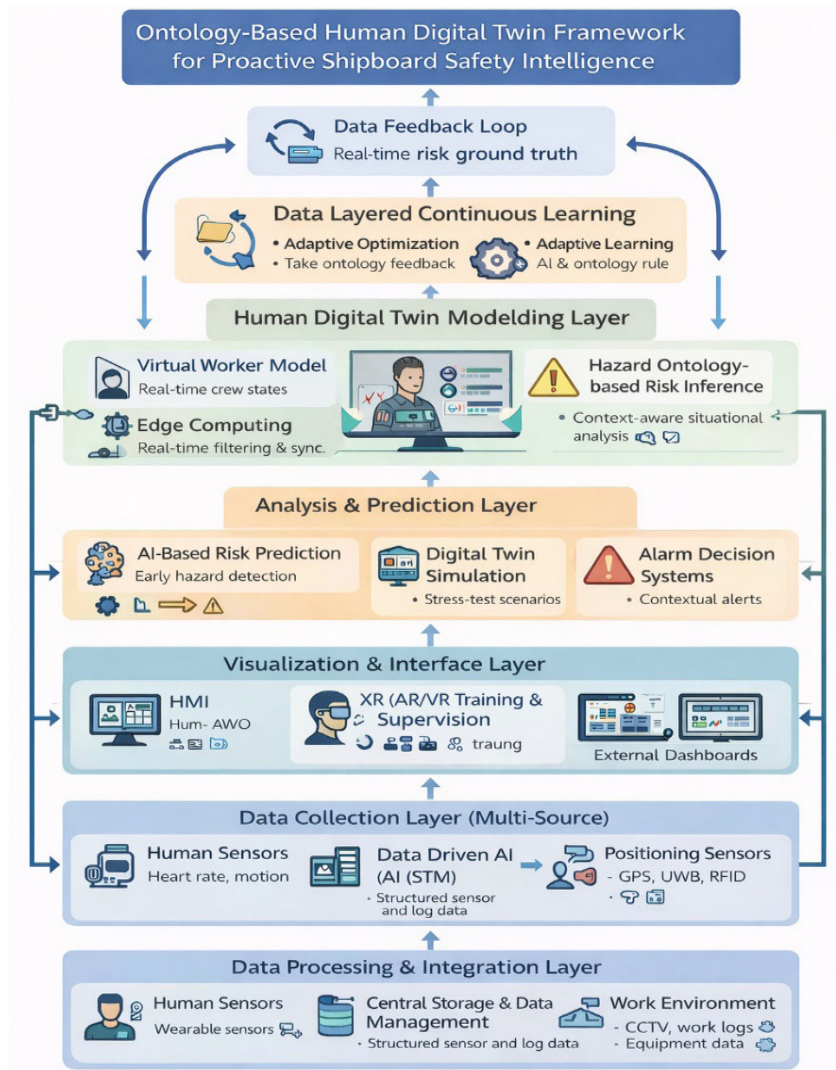 Ontology-Based Human Digital Twin Framework
for Proactive Shipboard Safety Intelligence
Data Feedback Loop
Real-time risk ground truth
Data Layered Continuous Learning
• Adaptive Optimization
• Take ontology feedback
• Adaptive Learning
AI & ontology rule
Human Digital Twin Modelding Layer
Virtual Worker Model
Real-time crew states
Edge Computing
Real-time filtering & sync.
Hazard Ontology-
based Risk Inference
• Context-aware situational
analysis
Analysis & Prediction Layer
AI-Based Risk Prediction
Early hazard detection
Digital Twin
Simulation
• Stress-test scenarios
Alarm Decision
Systems
• Contextual alerts
Visualization & Interface Layer
HMI
Hum- AWO
XR (AR/VR Training &
Supervision
traung
External Dashboards
Data Collection Layer (Multi-Source)
Human Sensors
Heart rate, motion
Data Driven AI
(AI (STM)
· Structured sensor
and log data
Positioning Sensors
- GPS, UWB, RFID
Data Processing & Integration Layer
Human Sensors
Wearable sensors
Central Storage & Data
Management
· Structured sensor and log data
Work Environment
- CCTV, work logs
- Equipment data